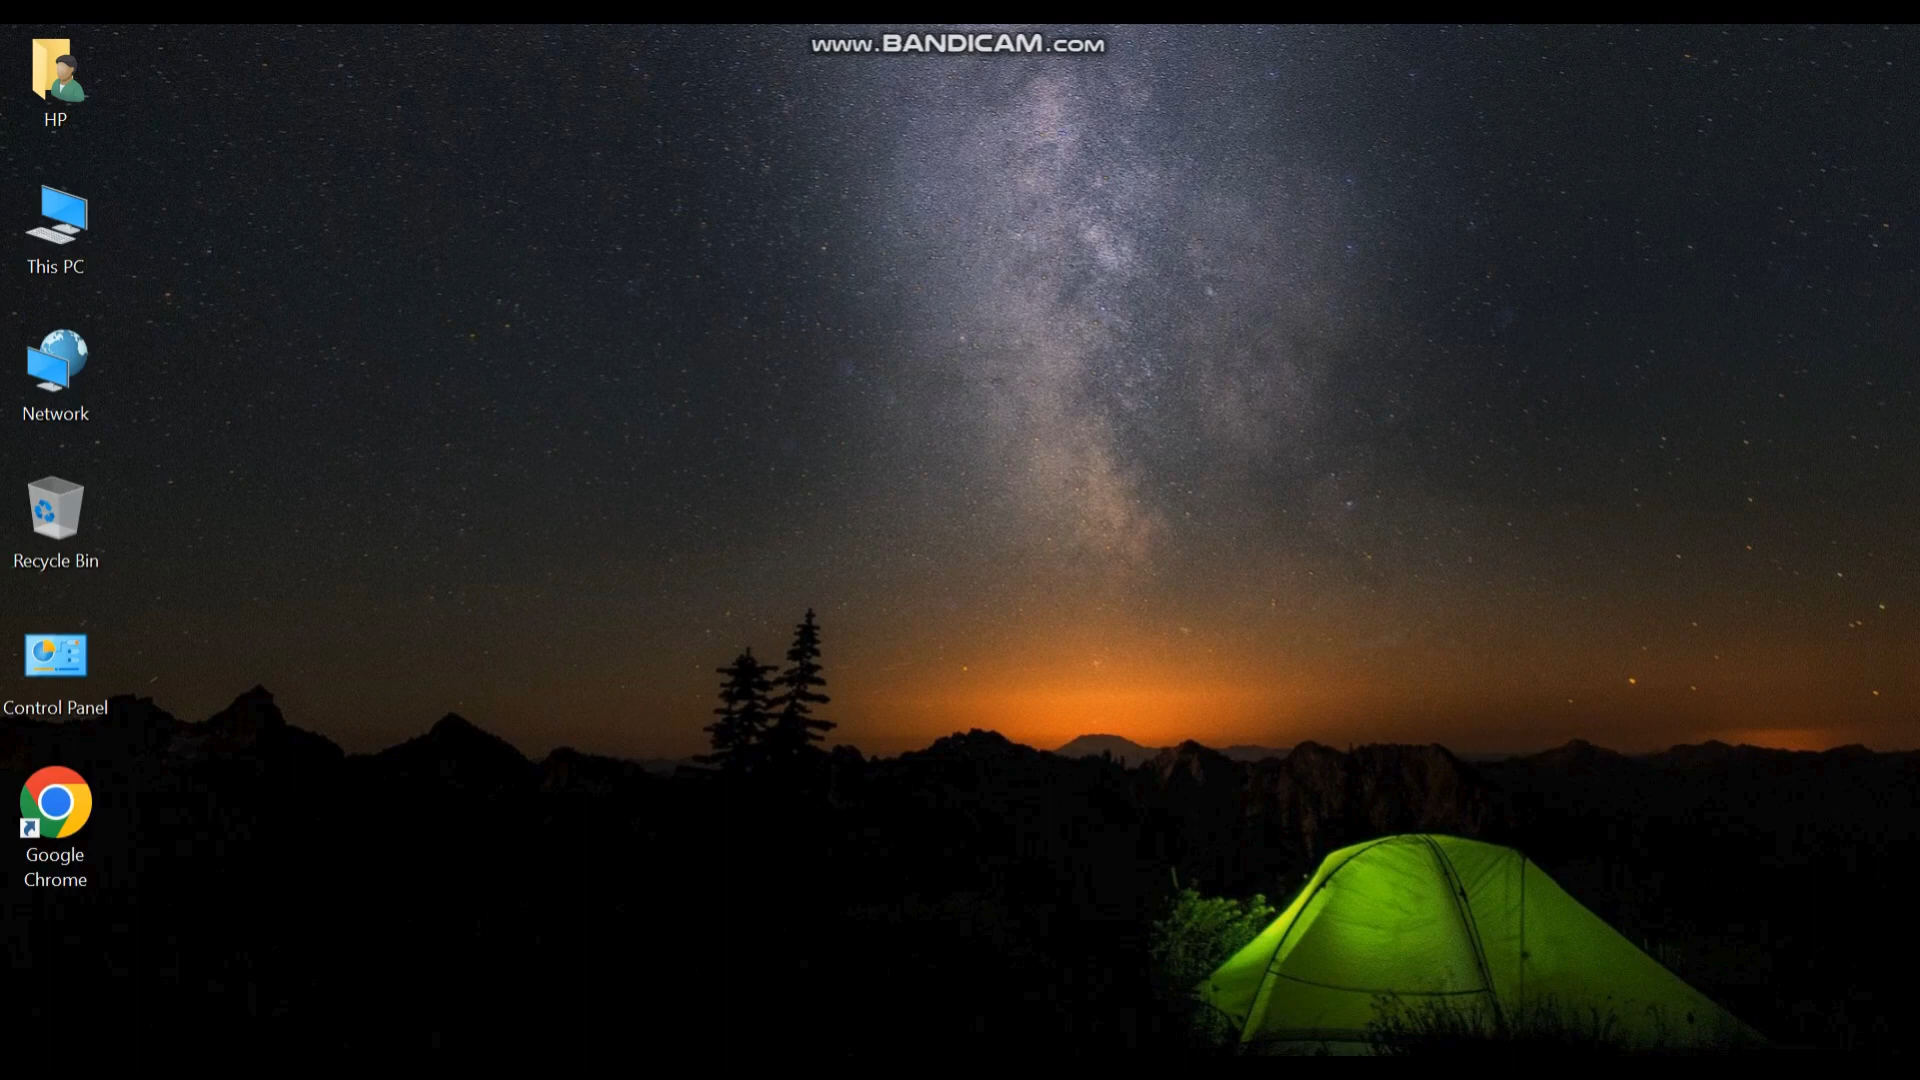 www.BANDICAM.com
HP
This PC
Network
Recycle Bin
Control Panel
Google
Chrome